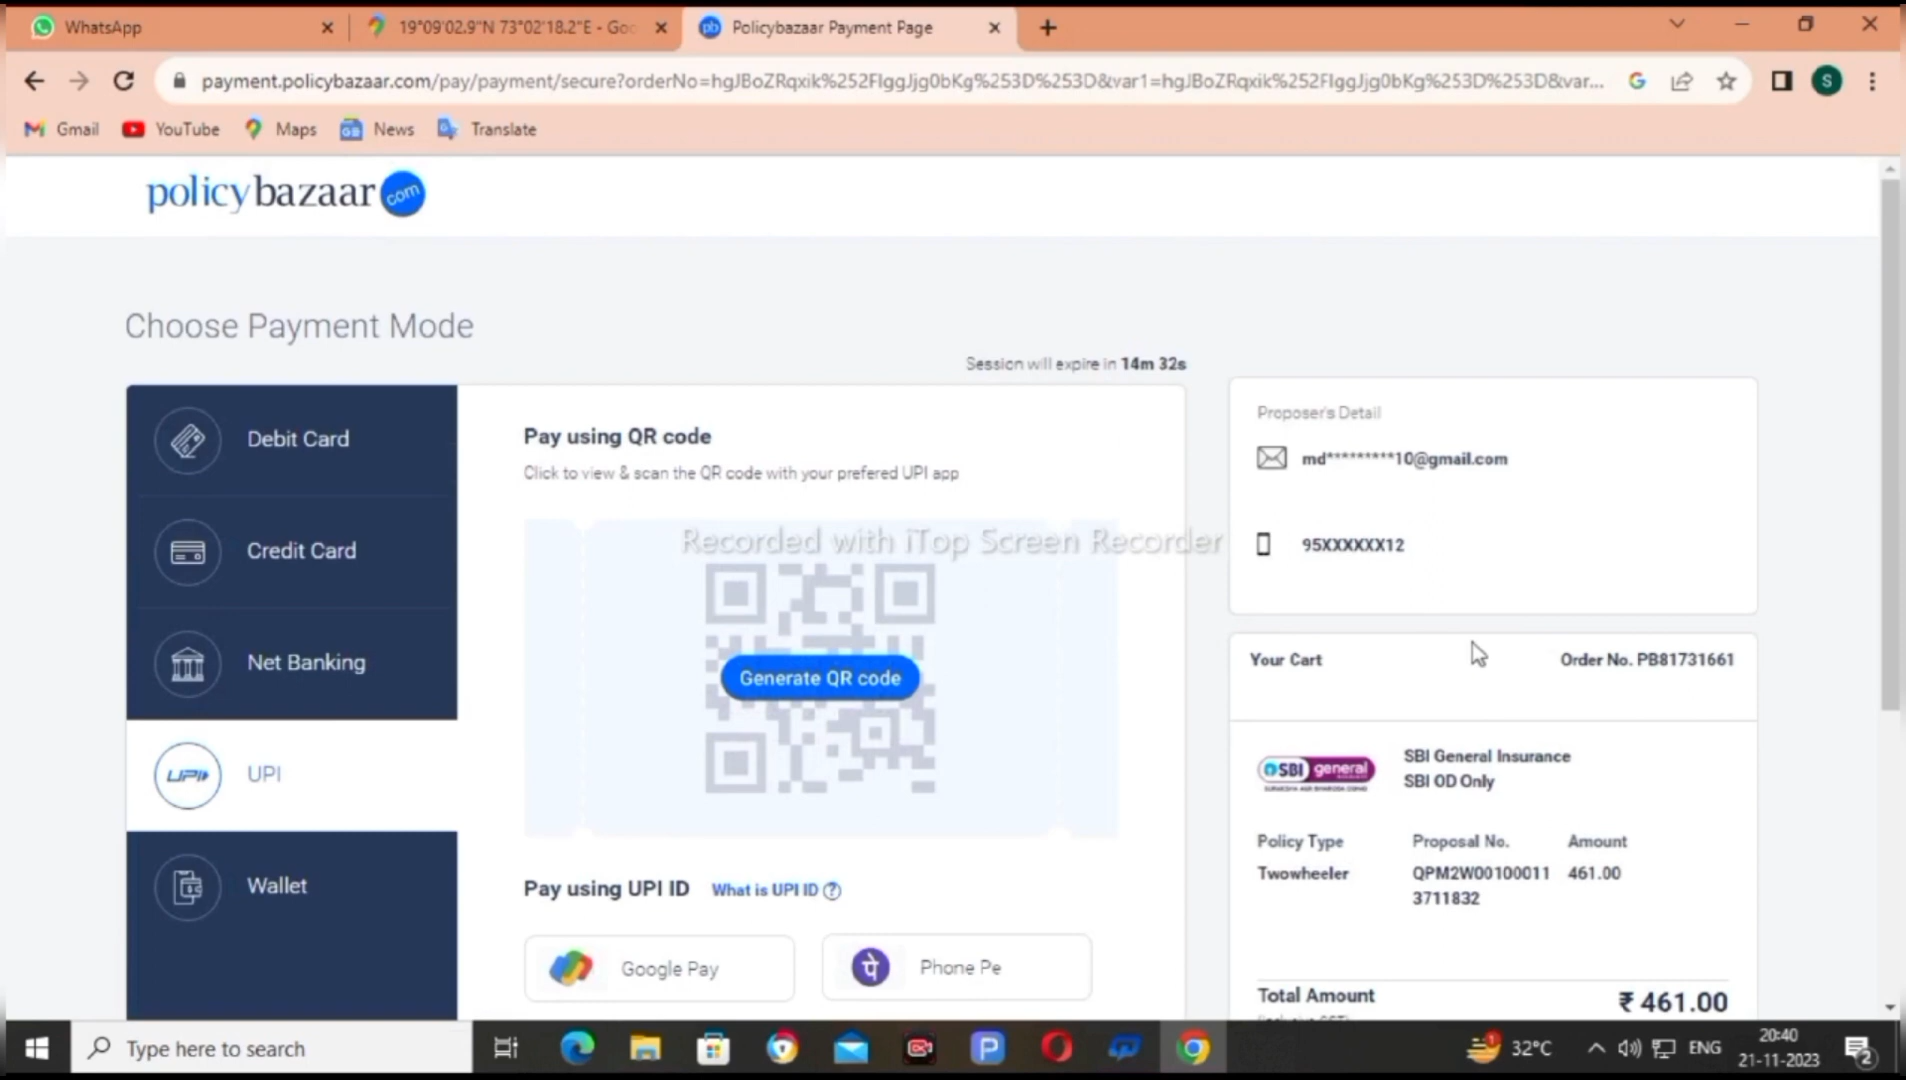 WhatsApp
19°09'02.9"N 73°02'18.2"E - Goo
Policybazaar Payment Page
payment.policybazaar.com/pay/payment/secure?orderNo=hgJBoZRqxik%252FIggJjg0bKg%253D%253D&var1=hgJBoZRqxik%252FIggJjg0bKg%253D%253D&var...
Gmail
YouTube
Maps
News
Translate
policybazaar com
Choose Payment Mode
Session will expire in 14m 32s
Debit Card
Credit Card
Net Banking
UPI
UPI
Wallet
Pay using QR code
Click to view & scan the QR code with your prefered UPI app
Recorded with iTop Screen Recorder
Generate QR code
Pay using UPI ID What is UPI ID ?
Google Pay
पे Phone Pe
Proposer's Detail
md*********10@gmail.com
95XXXXXX12
Your Cart Order No. PB81731661
SBI general
SBI General Insurance
SBI OD Only
Policy Type Proposal No. Amount
Twowheeler QPM2W00100011 461.00
3711832
Total Amount ₹ 461.00
Type here to search
32°C
ENG
20:40
21-11-2023
2